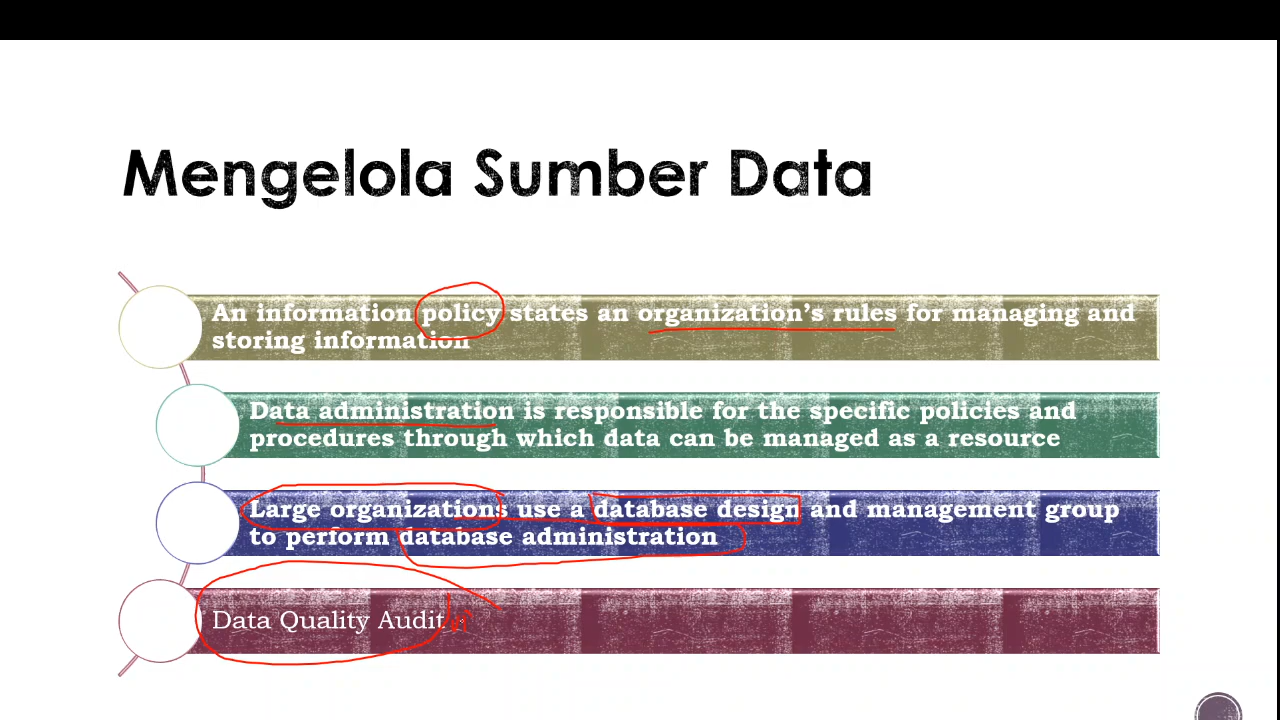 Mengelola Sumber Data
An information policy states an organization's rules for managing and
storing information
Data administration is responsible for the specific policies and
procedures through which data can be managed as a resource
Large organizations use a database design and management group
to perform database administration
Data Quality Audit